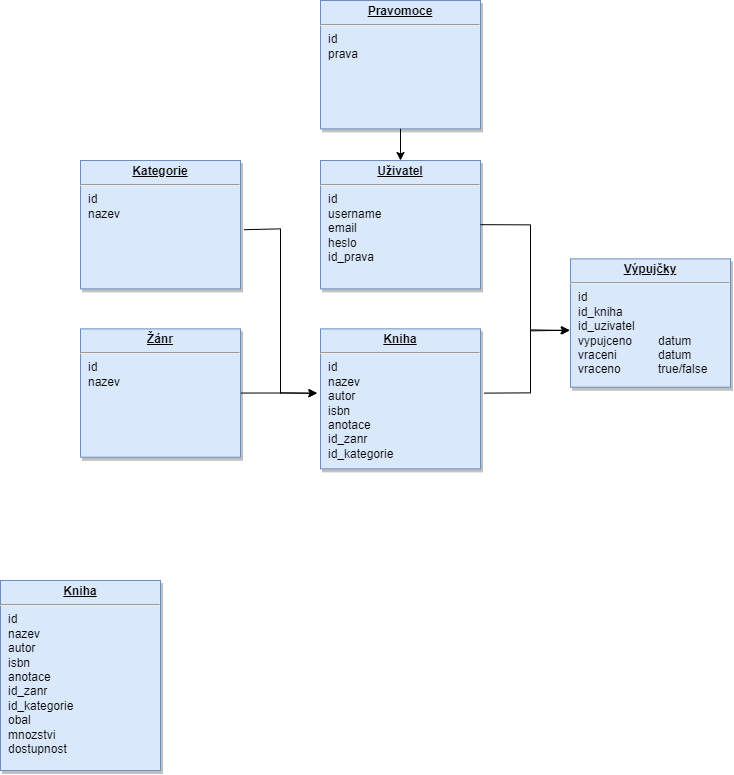 Pravomoce
id
prava
Kategorie
id
nazev
Uživatel
id
username
email
heslo
id_prava
Výpujčky
id
id_kniha
id_uzivatel
vypujceno datum
vraceni datum
vraceno true/false
Žánr
id
nazev
Kniha
id
nazev
autor
isbn
anotace
id_zanr
id_kategorie
Kniha
id
nazev
autor
isbn
anotace
id_zanr
id_kategorie
obal
mnozstvi
dostupnost